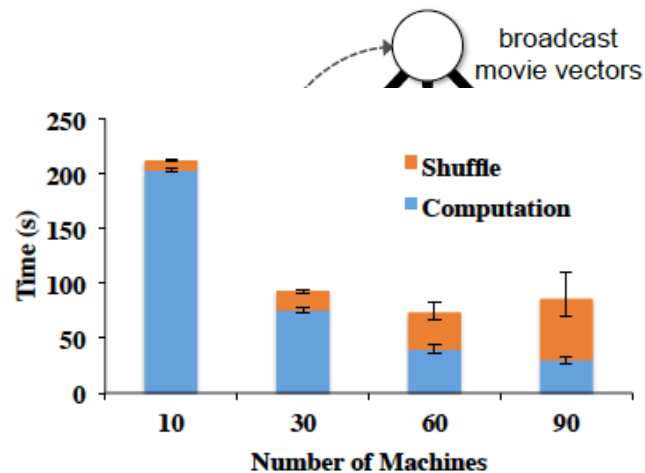 broadcast
movie vectors
250
200
150
100
50
0
Time (s)
Shuffle
Computation
10 30 60 90
Number of Machines